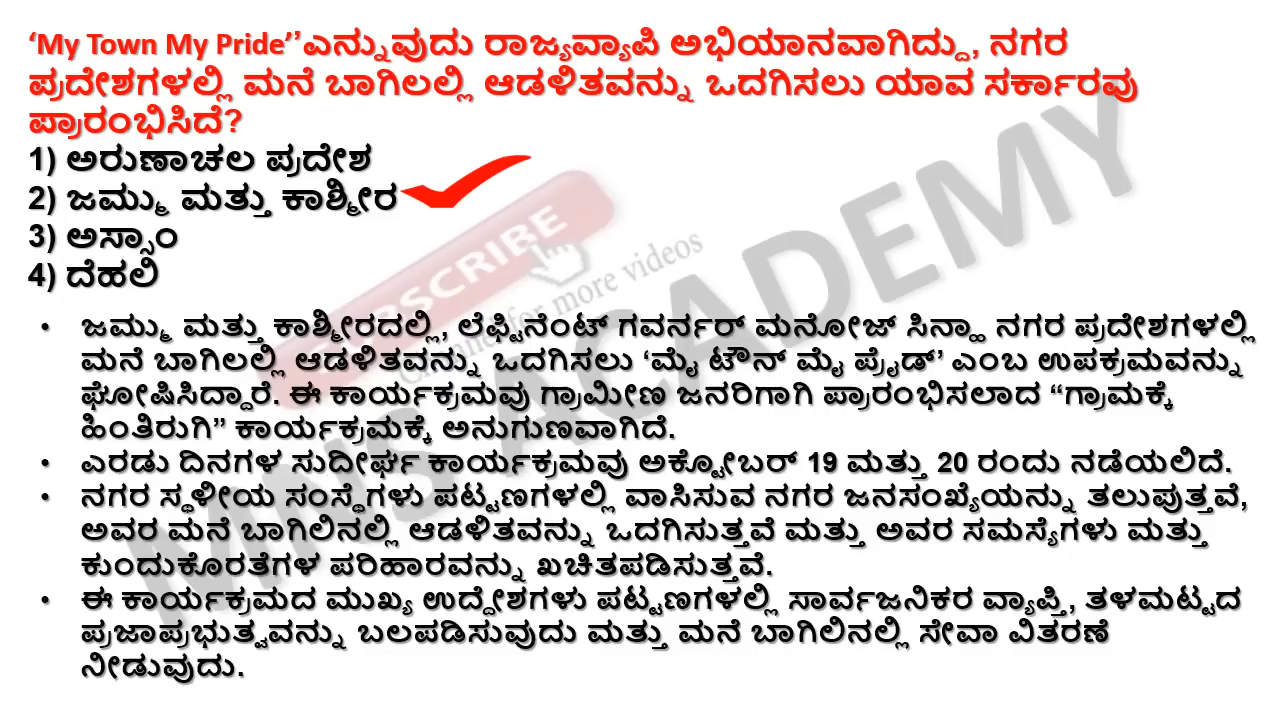 ‘My Town My Pride’’ಎನ್ನುವುದು ರಾಜ್ಯವ್ಯಾಪಿ ಅಭಿಯಾನವಾಗಿದ್ದು, ನಗರ
ಪ್ರದೇಶಗಳಲ್ಲಿ ಮನೆ ಬಾಗಿಲಲ್ಲಿ ಆಡಳಿತವನ್ನು ಒದಗಿಸಲು ಯಾವ ಸರ್ಕಾರವು
ಪ್ರಾರಂಭಿಸಿದೆ?
1) ಅರುಣಾಚಲ ಪ್ರದೇಶ
2) ಜಮ್ಮು ಮತ್ತು ಕಾಶ್ಮೀರ
3) ಅಸ್ಸಾಂ
4) ದೆಹಲಿ
SUBSCRIBE
for more videos
MNS ACADEMY
• ಜಮ್ಮು ಮತ್ತು ಕಾಶ್ಮೀರದಲ್ಲಿ, ಲೆಫ್ಟಿನೆಂಟ್ ಗವರ್ನರ್ ಮನೋಜ್ ಸಿನ್ಹಾ ನಗರ ಪ್ರದೇಶಗಳಲ್ಲಿ
ಮನೆ ಬಾಗಿಲಲ್ಲಿ ಆಡಳಿತವನ್ನು ಒದಗಿಸಲು ‘ಮೈ ಟೌನ್ ಮೈ ಪ್ರೈಡ್’ ಎಂಬ ಉಪಕ್ರಮವನ್ನು
ಘೋಷಿಸಿದ್ದಾರೆ. ಈ ಕಾರ್ಯಕ್ರಮವು ಗ್ರಾಮೀಣ ಜನರಿಗಾಗಿ ಪ್ರಾರಂಭಿಸಲಾದ “ಗ್ರಾಮಕ್ಕೆ
ಹಿಂತಿರುಗಿ” ಕಾರ್ಯಕ್ರಮಕ್ಕೆ ಅನುಗುಣವಾಗಿದೆ.
• ಎರಡು ದಿನಗಳ ಸುದೀರ್ಘ ಕಾರ್ಯಕ್ರಮವು ಅಕ್ಟೋಬರ್ 19 ಮತ್ತು 20 ರಂದು ನಡೆಯಲಿದೆ.
• ನಗರ ಸ್ಥಳೀಯ ಸಂಸ್ಥೆಗಳು ಪಟ್ಟಣಗಳಲ್ಲಿ ವಾಸಿಸುವ ನಗರ ಜನಸಂಖ್ಯೆಯನ್ನು ತಲುಪುತ್ತವೆ,
ಅವರ ಮನೆ ಬಾಗಿಲಿನಲ್ಲಿ ಆಡಳಿತವನ್ನು ಒದಗಿಸುತ್ತವೆ ಮತ್ತು ಅವರ ಸಮಸ್ಯೆಗಳು ಮತ್ತು
ಕುಂದುಕೊರತೆಗಳ ಪರಿಹಾರವನ್ನು ಖಚಿತಪಡಿಸುತ್ತವೆ.
• ಈ ಕಾರ್ಯಕ್ರಮದ ಮುಖ್ಯ ಉದ್ದೇಶಗಳು ಪಟ್ಟಣಗಳಲ್ಲಿ ಸಾರ್ವಜನಿಕರ ವ್ಯಾಪ್ತಿ, ತಳಮಟ್ಟದ
ಪ್ರಜಾಪ್ರಭುತ್ವವನ್ನು ಬಲಪಡಿಸುವುದು ಮತ್ತು ಮನೆ ಬಾಗಿಲಿನಲ್ಲಿ ಸೇವಾ ವಿತರಣೆ
ನೀಡುವುದು.